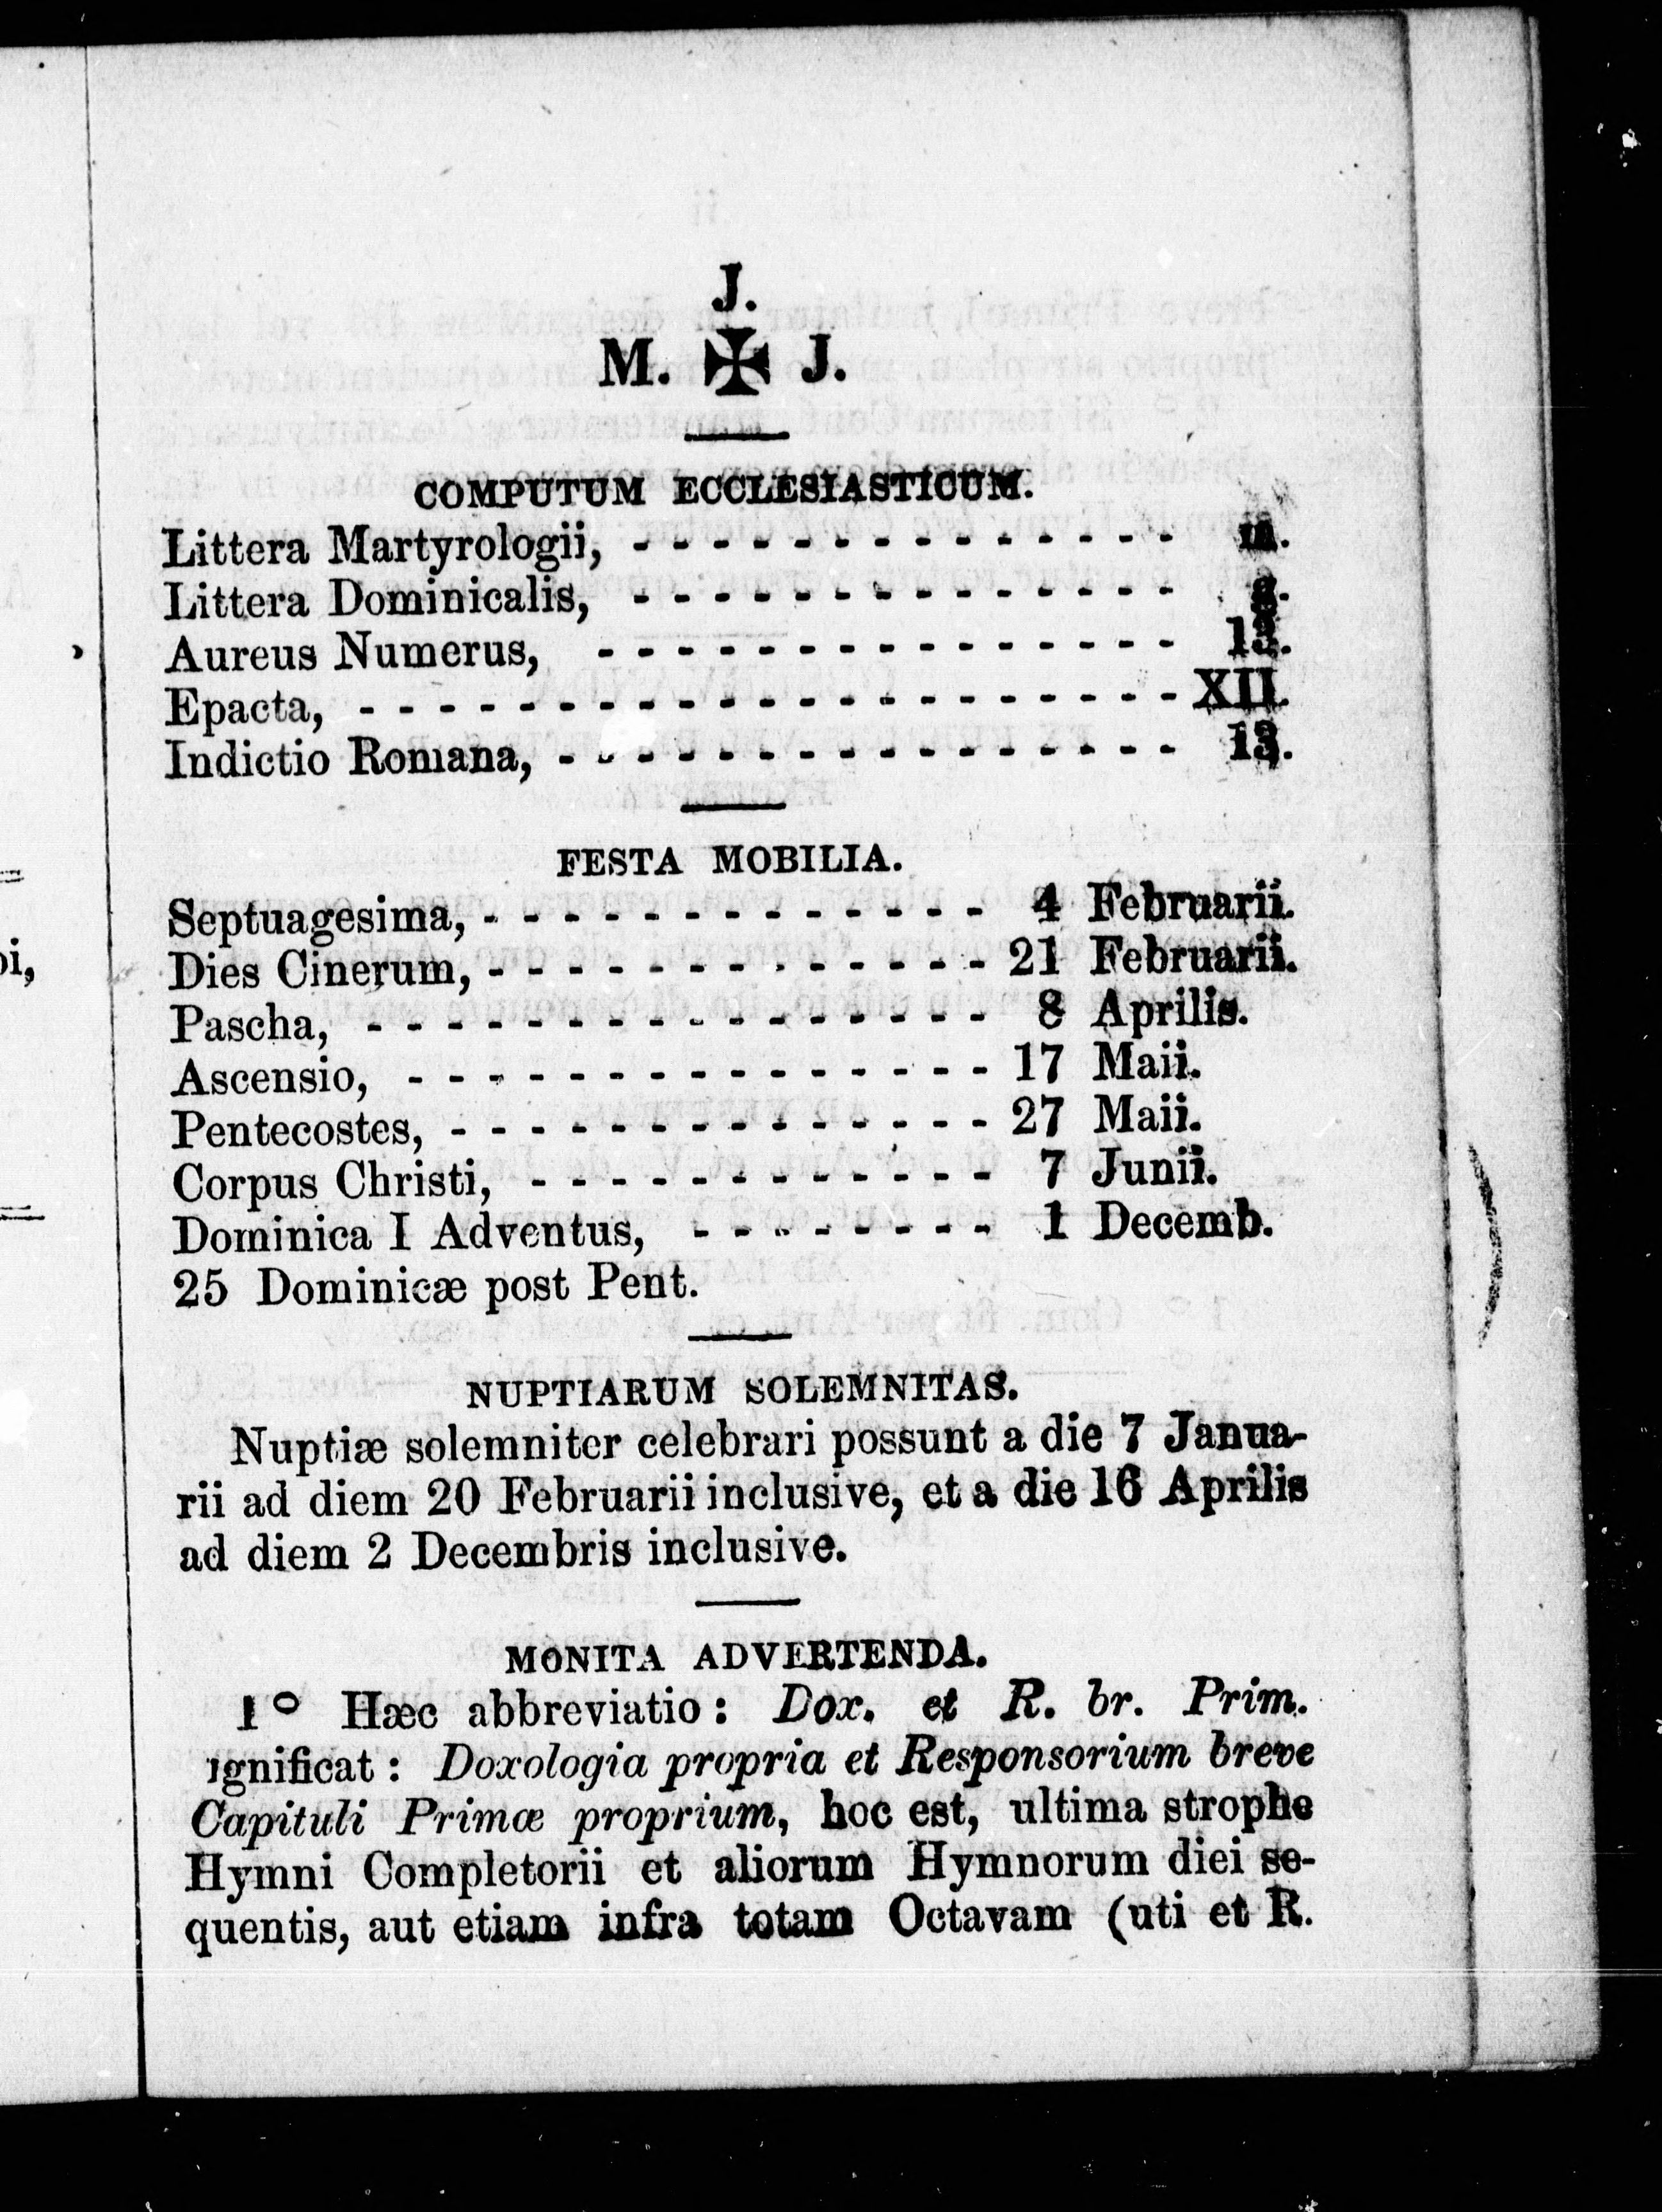 J.
M. ✠ J.
COMPUTUM ECCLESIASTICUM.
Littera Martyrologii, - - - - - - - - - - - - - - m.
Littera Dominicalis, - - - - - - - - - - - - - - g.
Aureus Numerus, - - - - - - - - - - - - - - - 13.
Epacta, - - - - - - - - - - - - - - - - - - - - - XII.
Indictio Romana, - - - - - - - - - - - - - - - - 13.
FESTA MOBILIA.
Septuagesima, - - - - - - - - - - - - - 4 Februarii.
Dies Cinerum, - - - - - - - - - - - - - 21 Februarii.
Pascha, - - - - - - - - - - - - - - - - 8 Aprilis.
Ascensio, - - - - - - - - - - - - - - - 17 Maii.
Pentecostes, - - - - - - - - - - - - - - 27 Maii.
Corpus Christi, - - - - - - - - - - - - 7 Junii.
Dominica I Adventus, - - - - - - - - 1 Decemb.
25 Dominicæ post Pent.
NUPTIARUM SOLEMNITAS.
Nuptiæ solemniter celebrari possunt a die 7 Janua-
rii ad diem 20 Februarii inclusive, et a die 16 Aprilis
ad diem 2 Decembris inclusive.
MONITA ADVERTENDA.
1º Hæc abbreviatio : Dox. et R. br. Prim.
ignificat : Doxologia propria et Responsorium breve
Capituli Primæ proprium, hoc est, ultima strophe
Hymni Completorii et aliorum Hymnorum diei se-
quentis, aut etiam infra totam Octavam (uti et R.